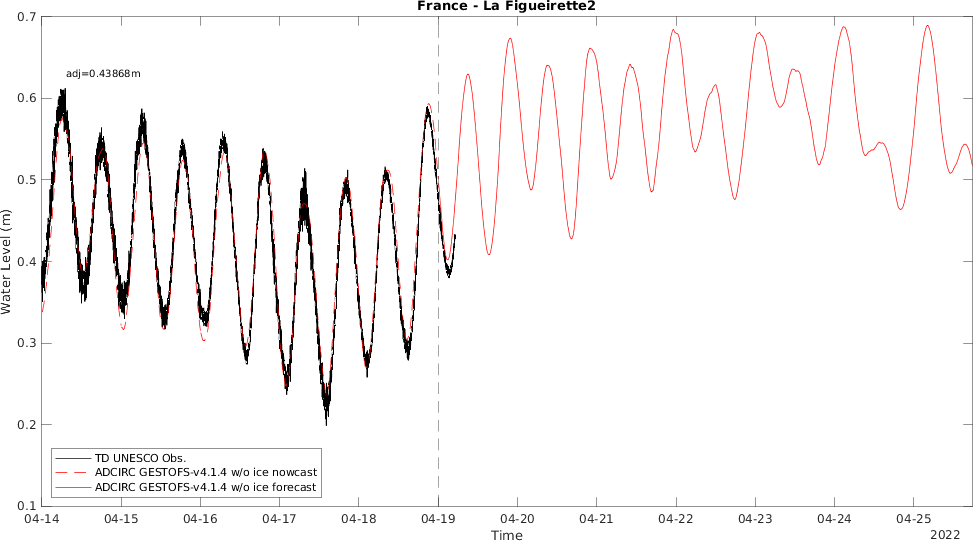 France - La Figueirette2
adj=0.43868m
Water Level (m)
0.7
0.6
0.5
0.4
0.3
0.2
0.1
TD UNESCO Obs.
ADCIRC GESTOFS-v4.1.4 w/o ice nowcast
ADCIRC GESTOFS-v4.1.4 w/o ice forecast
04-14 04-15 04-16 04-17 04-18 04-19 04-20 04-21 04-22 04-23 04-24 04-25
Time
2022